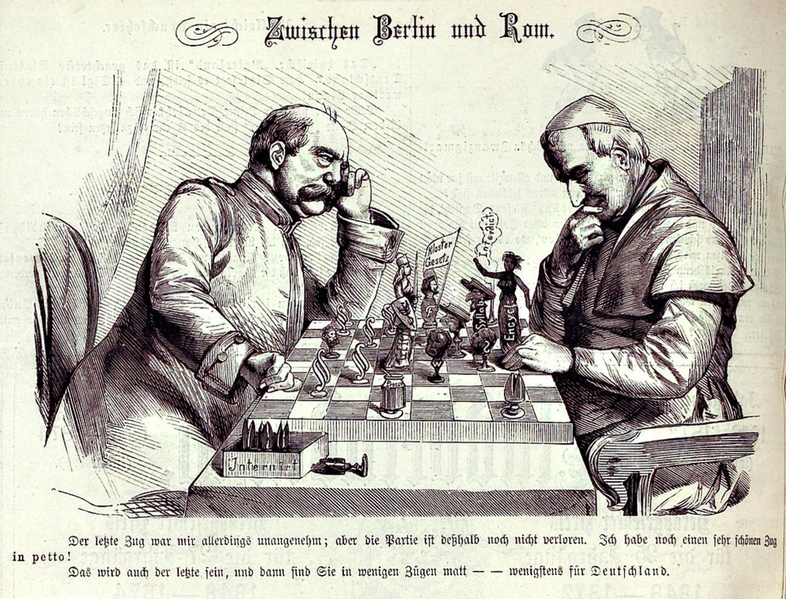 Zwischen Berlin und Rom.
Interdict
Kloster
Gesetz
Syllab
Encycl
Internirt
Der letzte Zug war mir allerdings unangenehm; aber die Partie ist deßhalb noch nicht verloren. Ich habe noch einen sehr schönen Zug
in petto!
Das wird auch der letzte sein, und dann sind Sie in wenigen Zügen matt — — wenigstens für Deutschland.